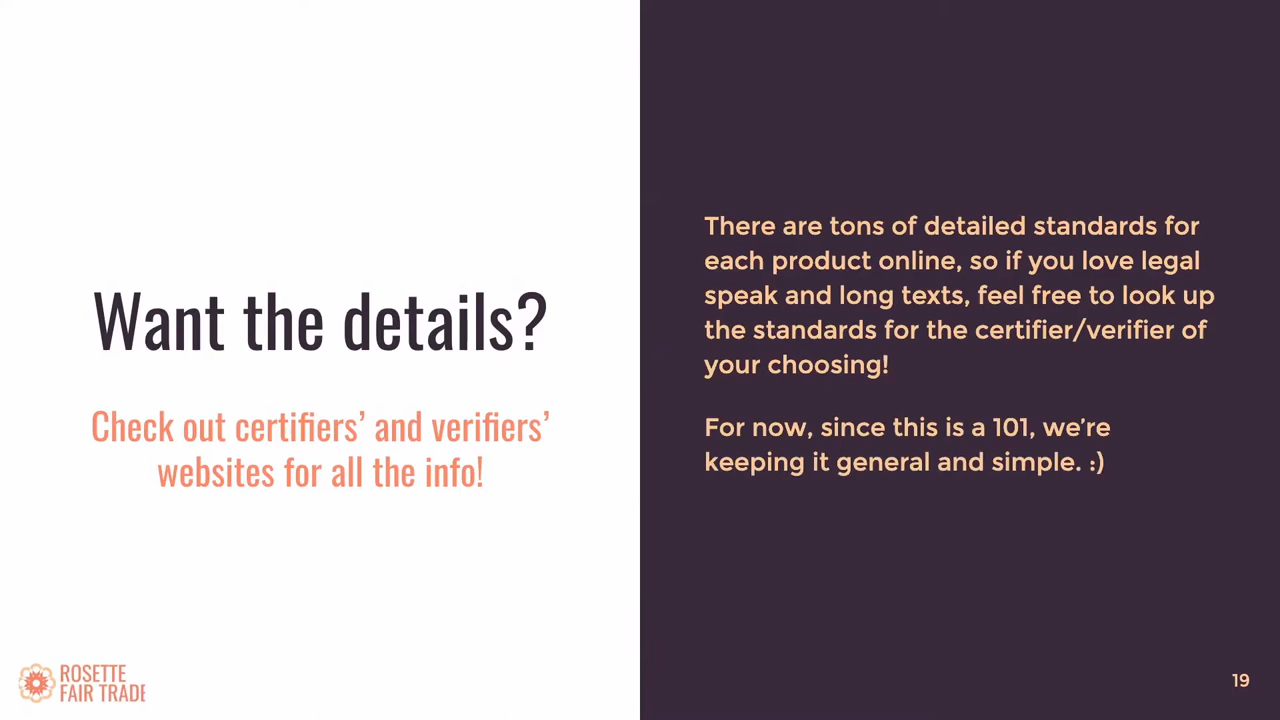 Want the details?
Check out certifiers’ and verifiers’
websites for all the info!
There are tons of detailed standards for
each product online, so if you love legal
speak and long texts, feel free to look up
the standards for the certifier/verifier of
your choosing!
For now, since this is a 101, we’re
keeping it general and simple. :)
ROSETTE
FAIR TRADE
19